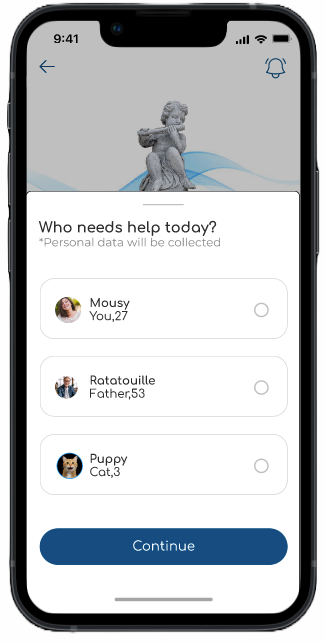 9:41
Who needs help today?
*Personal data will be collected
Mousy
You,27
Ratatouille
Father,53
Puppy
Cat,3
Continue